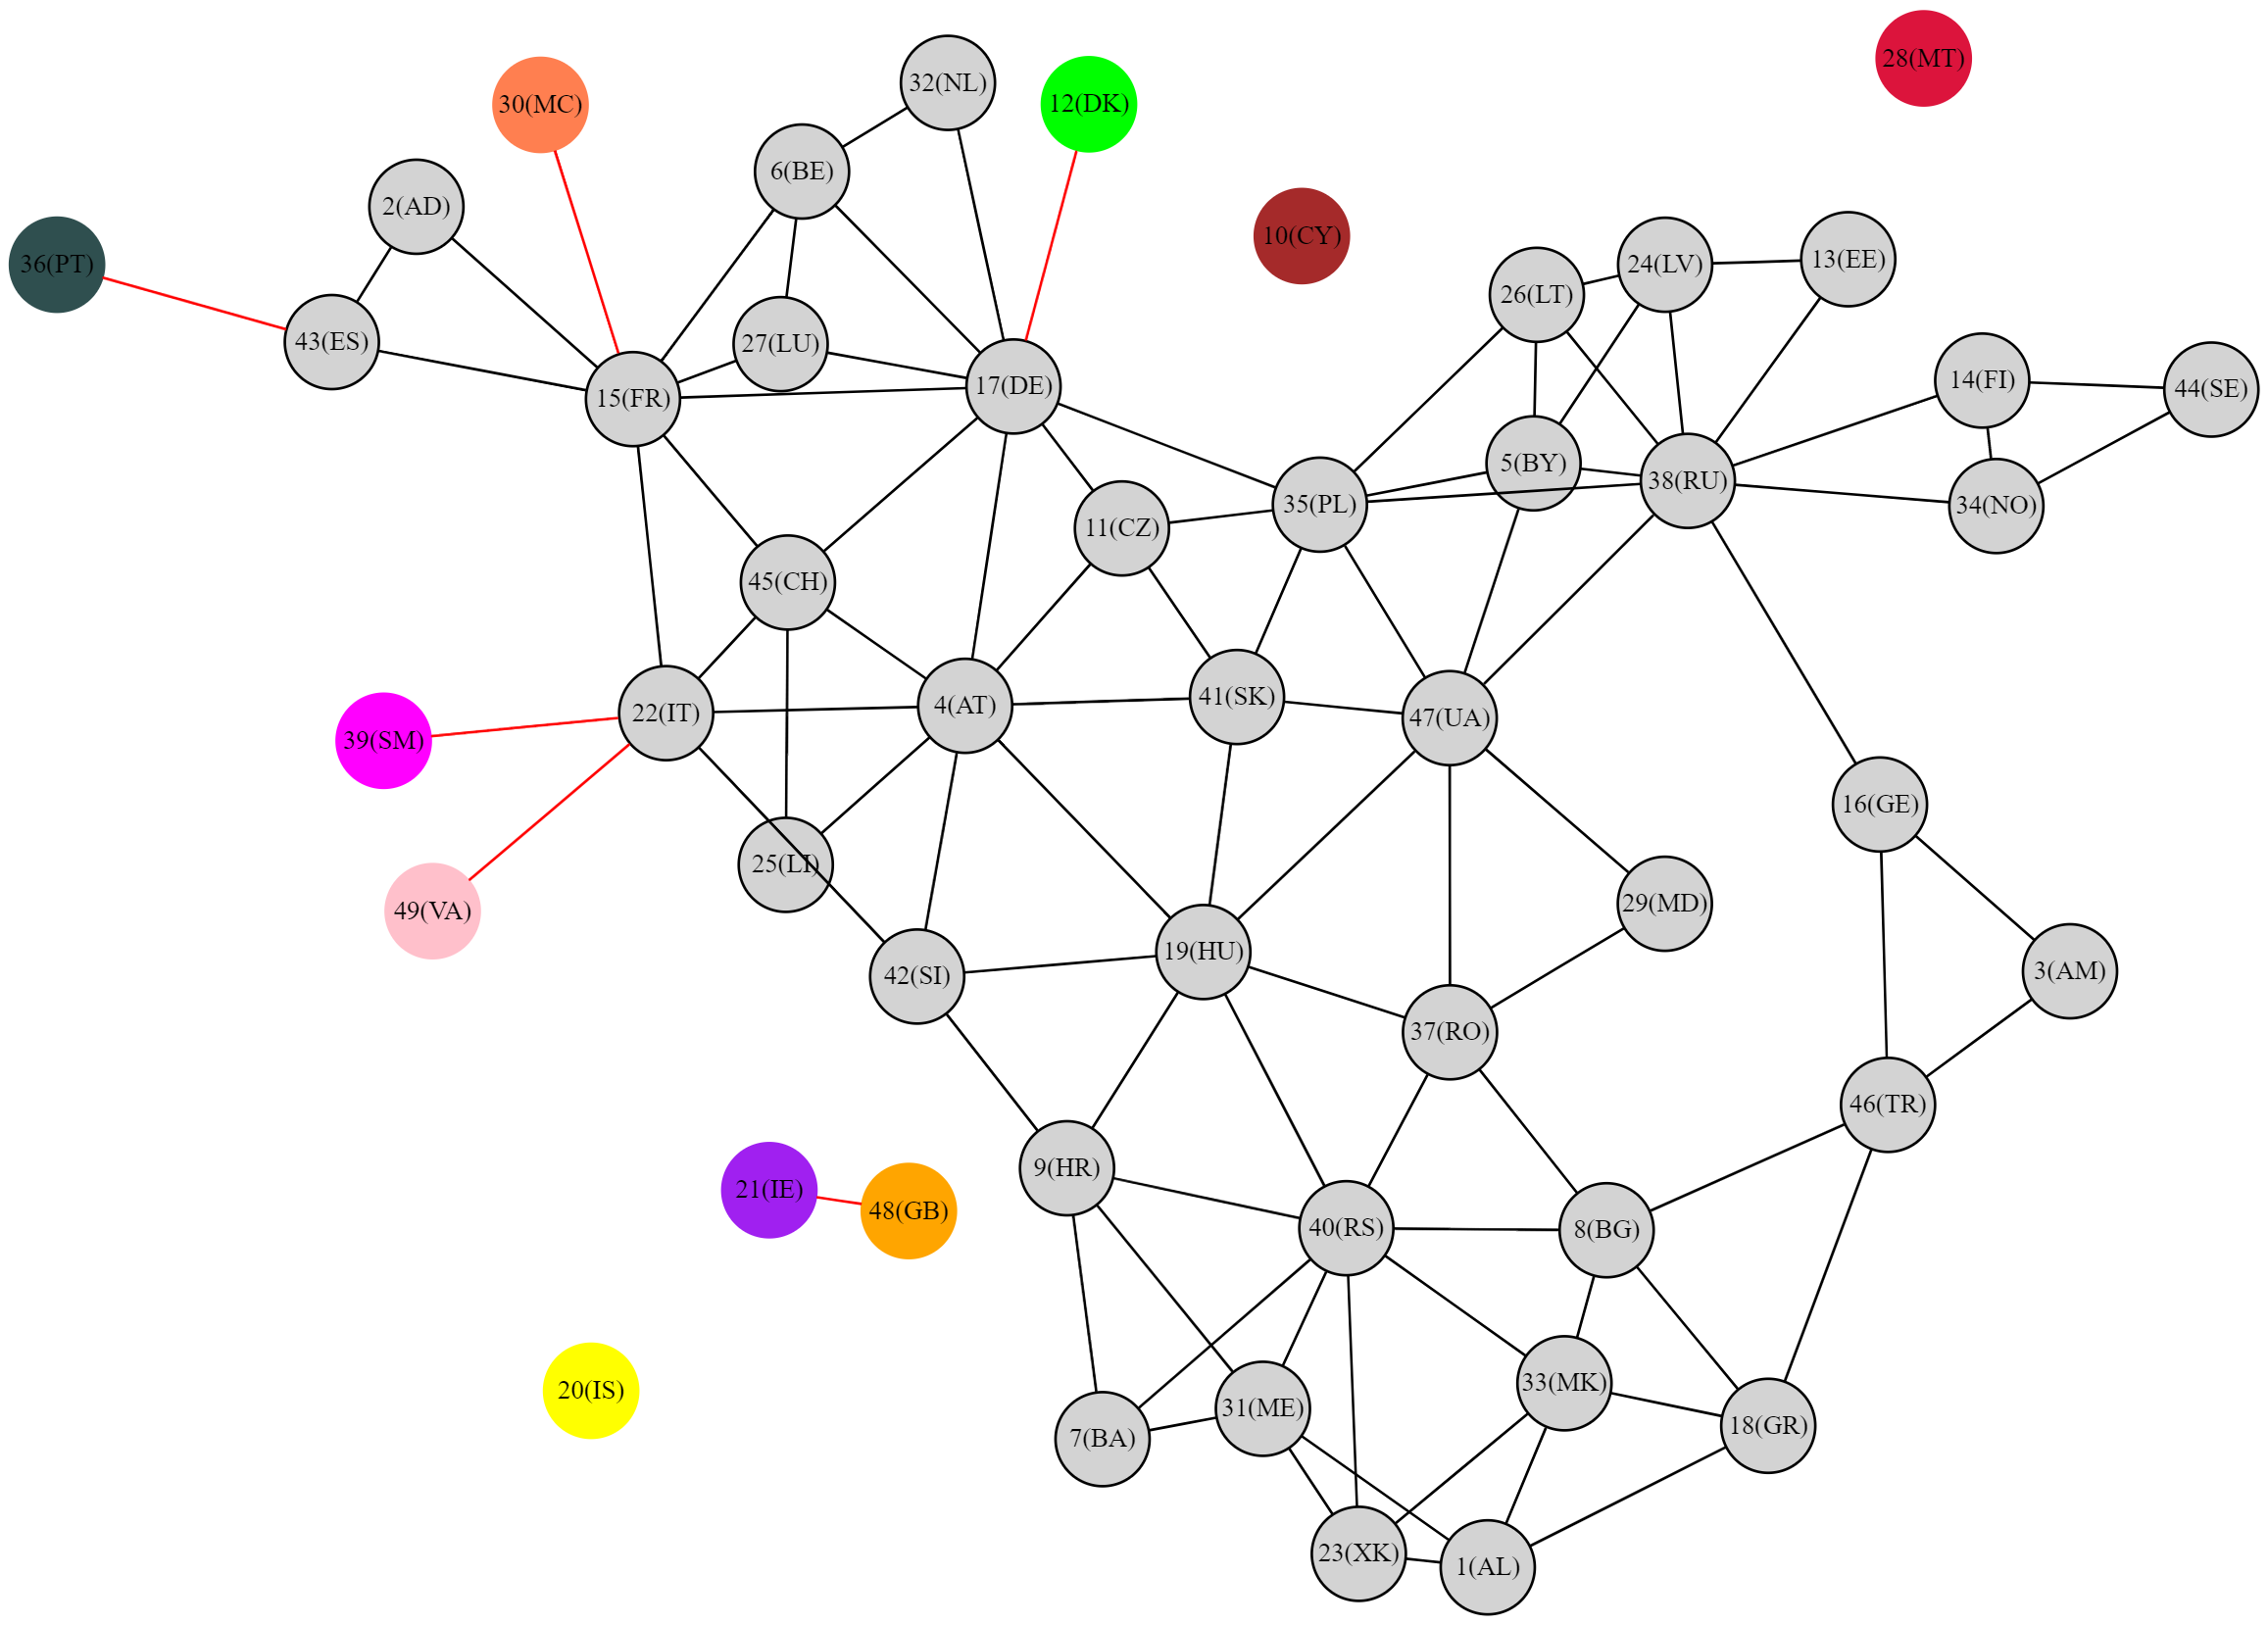 28(MT)
32(NL)
30(MC)
12(DK)
6(BE)
2(AD)
10(CY)
13(EE)
36(PT)
24(LV)
26(LT)
43(ES)
27(LU)
14(FI)
17(DE)
44(SE)
15(FR)
5(BY)
38(RU)
35(PL)
34(NO)
11(CZ)
45(CH)
41(SK)
4(AT)
22(IT)
47(UA)
39(SM)
16(GE)
25(LI)
29(MD)
49(VA)
19(HU)
3(AM)
42(SI)
37(RO)
46(TR)
9(HR)
21(IE)
48(GB)
40(RS)
8(BG)
33(MK)
20(IS)
31(ME)
18(GR)
7(BA)
23(XK)
1(AL)